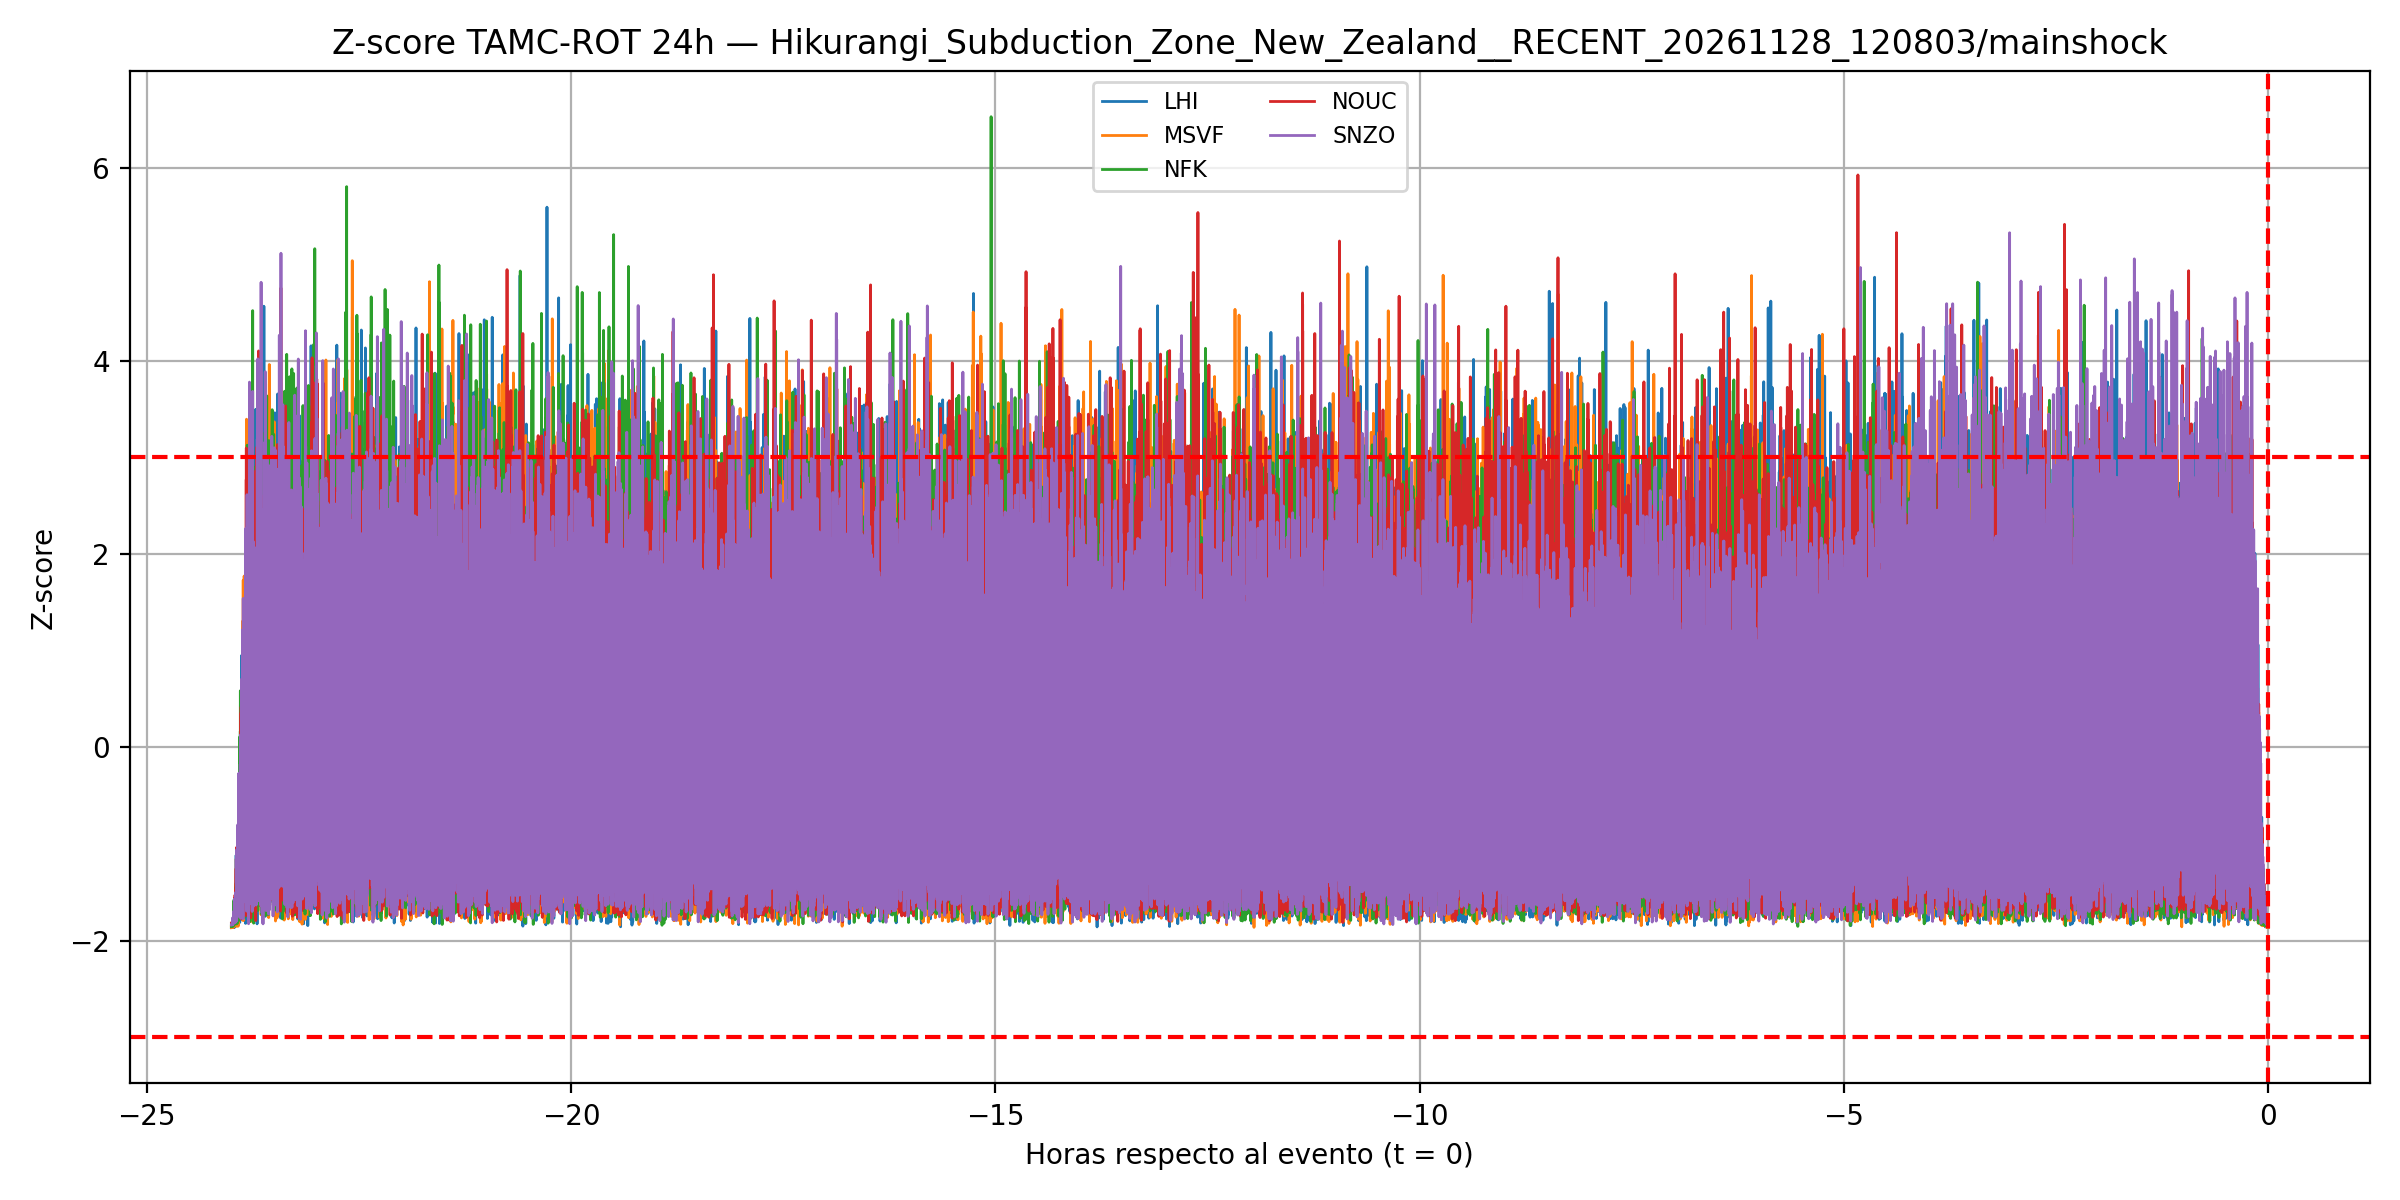 Z-score TAMC-ROT 24h — Hikurangi_Subduction_Zone_New_Zealand__RECENT_20261128_120803/mainshock
LHI
MSVF
NFK
NOUC
SNZO
Z-score
6
4
2
0
−2
−25
−20
−15
−10
−5
0
Horas respecto al evento (t = 0)